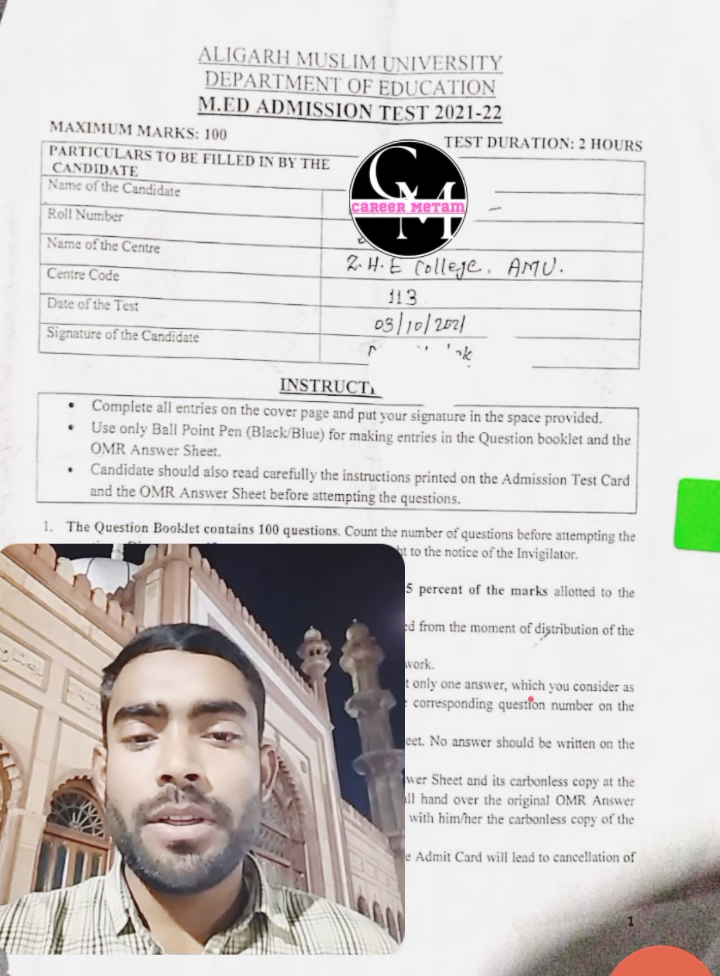 ALIGARH MUSLIM UNIVERSITY
DEPARTMENT OF EDUCATION
M.ED ADMISSION TEST 2021-22
MAXIMUM MARKS: 100
TEST DURATION: 2 HOURS
PARTICULARS TO BE FILLED IN BY THE
CANDIDATE
Name of the Candidate
CM
CAREER METAM
Roll Number
Name of the Centre
Z.H.E College, AMU.
Centre Code
113
Date of the Test
03/10/2021
Signature of the Candidate
INSTRUCTI
• Complete all entries on the cover page and put your signature in the space provided.
• Use only Ball Point Pen (Black/Blue) for making entries in the Question booklet and the
OMR Answer Sheet.
• Candidate should also read carefully the instructions printed on the Admission Test Card
and the OMR Answer Sheet before attempting the questions.
1. The Question Booklet contains 100 questions. Count the number of questions before attempting the
ht to the notice of the Invigilator.
5 percent of the marks allotted to the
ed from the moment of distribution of the
work.
t only one answer, which you consider as
corresponding question number on the
eet. No answer should be written on the
wer Sheet and its carbonless copy at the
ll hand over the original OMR Answer
with him/her the carbonless copy of the
e Admit Card will lead to cancellation of
1